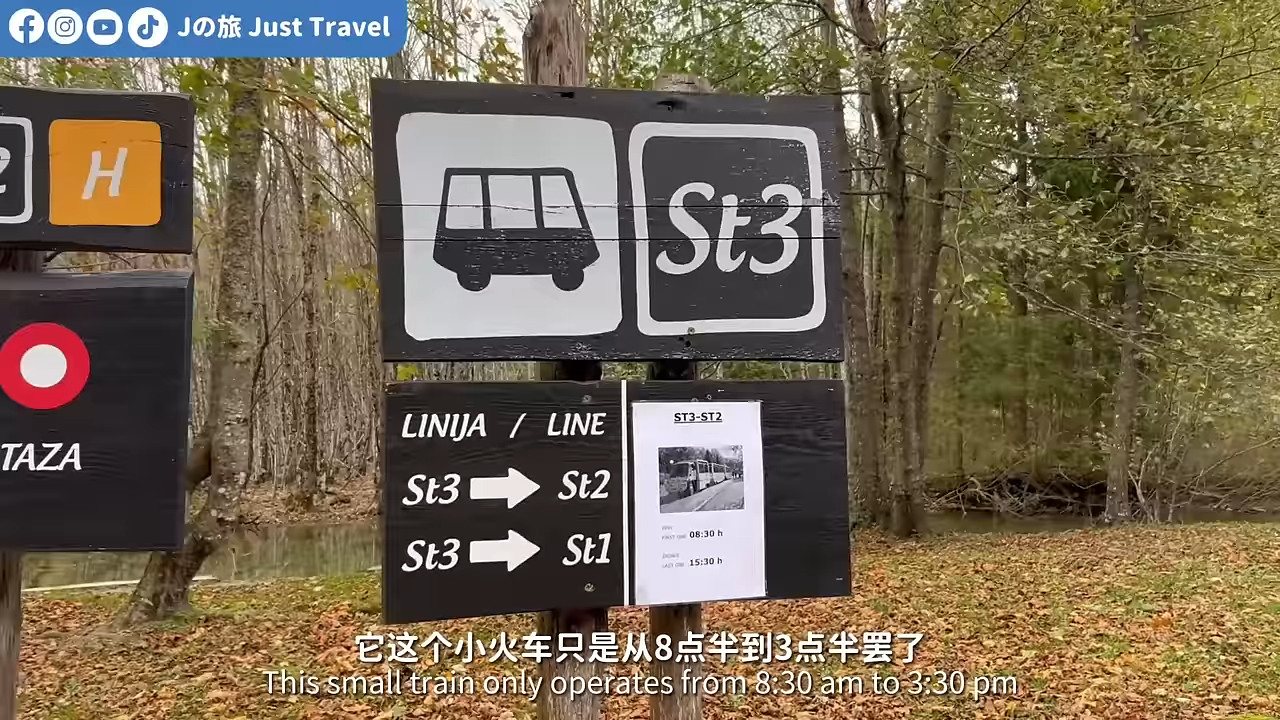 Jの旅 Just Travel
H
TAZA
St3
LINIJA / LINE
St3 St2
St3 St1
ST3-ST2
FIRST ONE 08:30 h
LAST ONE 15:30 h
它这个小火车只是从8点半到3点半罢了
This small train only operates from 8:30 am to 3:30 pm